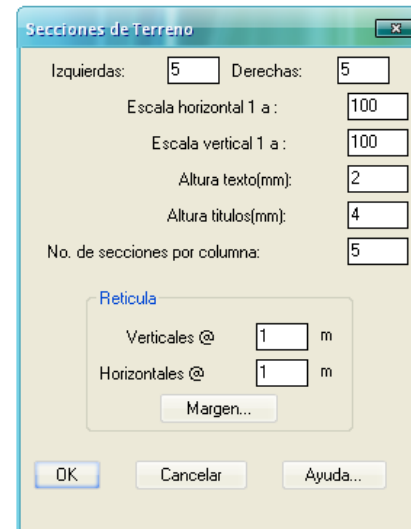 Secciones de Terreno
Izquierdas: 5 Derechas: 5
Escala horizontal 1 a : 100
Escala vertical 1 a : 100
Altura texto(mm): 2
Altura titulos(mm): 4
No. de secciones por columna: 5
Reticula
Verticales @ 1 m
Horizontales @ 1 m
Margen...
OK Cancelar Ayuda...